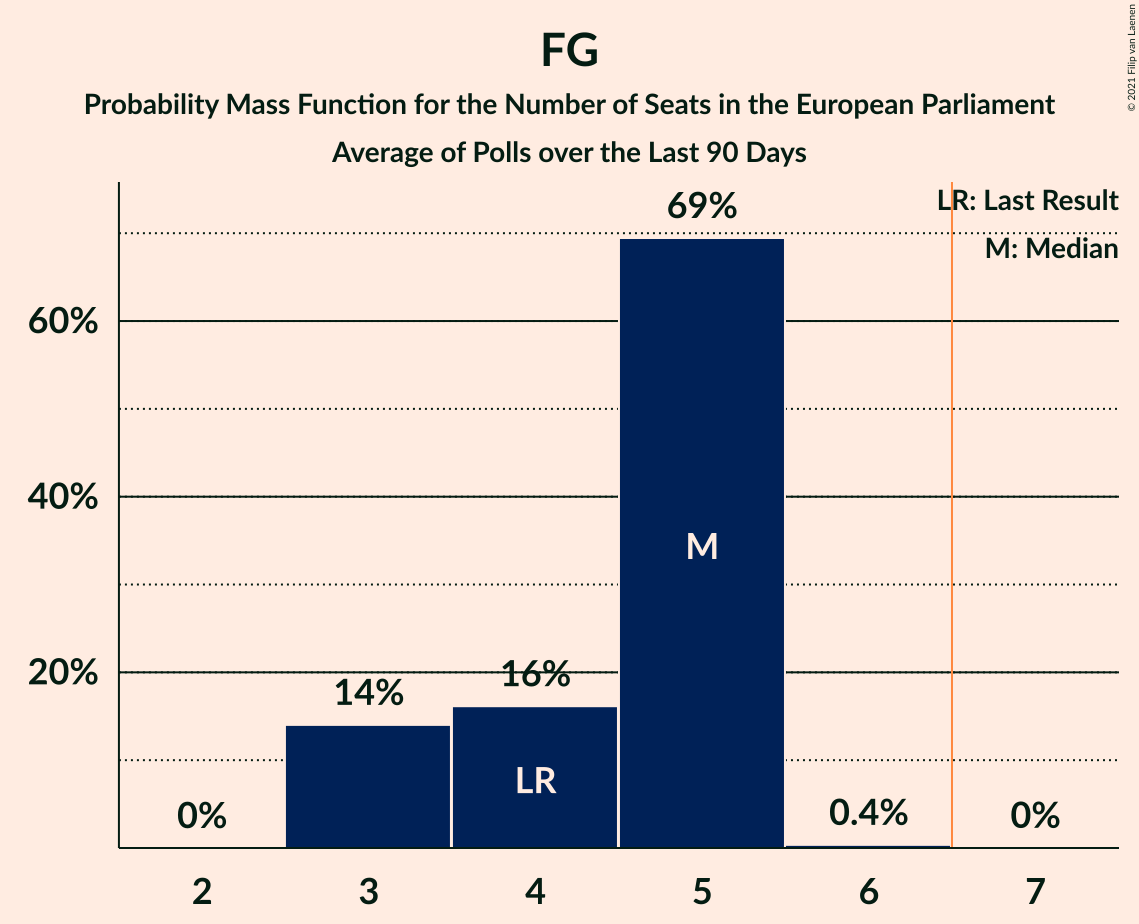 FG
Probability Mass Function for the Number of Seats in the European Parliament
Average of Polls over the Last 90 Days
© 2021 Filip van Laenen
LR: Last Result
M: Median
69%
60%
40%
M
20%
16%
14%
LR
0%
0.4%
0%
2 3 4 5 6 7